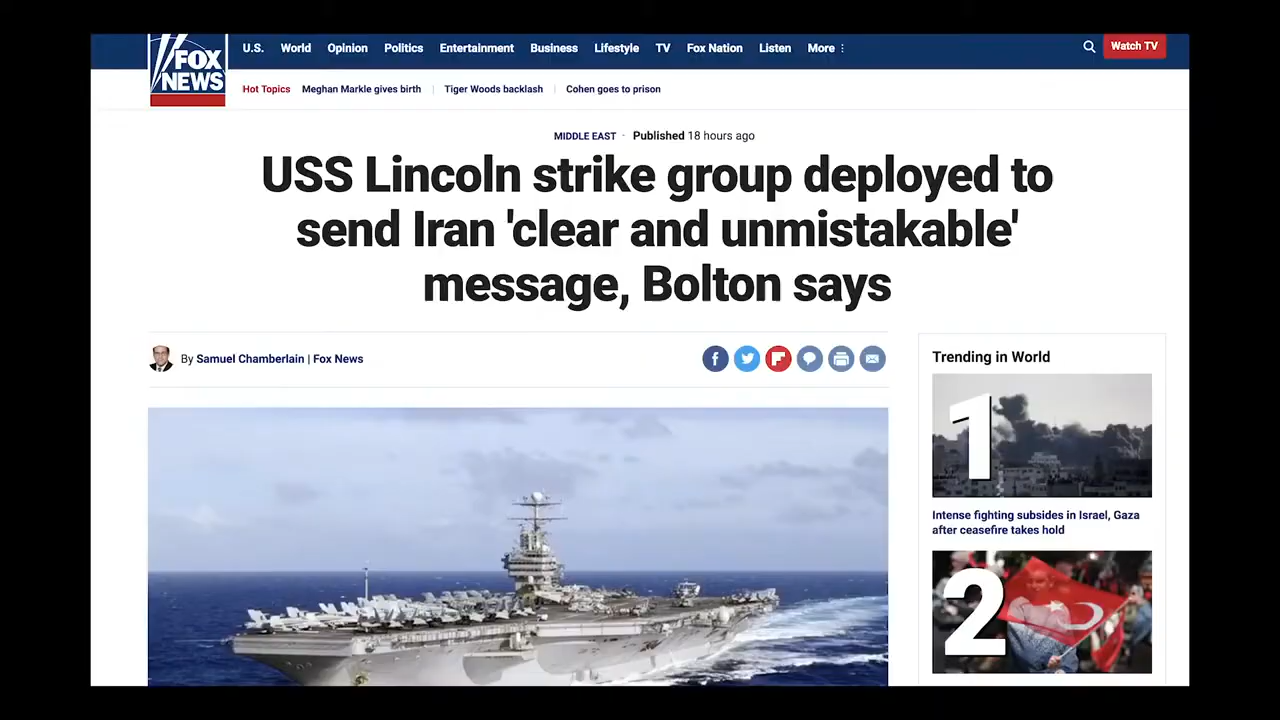 FOX
NEWS
U.S. World Opinion Politics Entertainment Business Lifestyle TV Fox Nation Listen More
Watch TV
Hot Topics Meghan Markle gives birth Tiger Woods backlash Cohen goes to prison
MIDDLE EAST · Published 18 hours ago
USS Lincoln strike group deployed to
send Iran 'clear and unmistakable'
message, Bolton says
By Samuel Chamberlain | Fox News
Trending in World
1
Intense fighting subsides in Israel, Gaza
after ceasefire takes hold
2